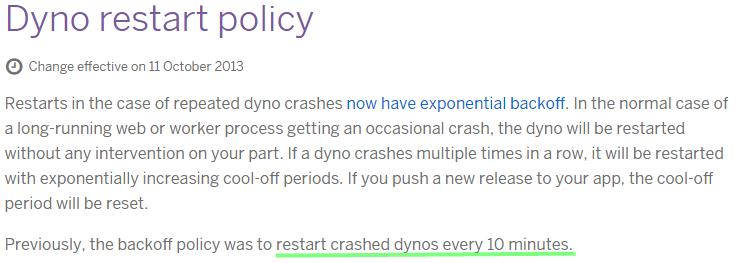 Dyno restart policy
Change effective on 11 October 2013
Restarts in the case of repeated dyno crashes now have exponential backoff. In the normal case of
a long-running web or worker process getting an occasional crash, the dyno will be restarted
without any intervention on your part. If a dyno crashes multiple times in a row, it will be restarted
with exponentially increasing cool-off periods. If you push a new release to your app, the cool-off
period will be reset.
Previously, the backoff policy was to restart crashed dynos every 10 minutes.